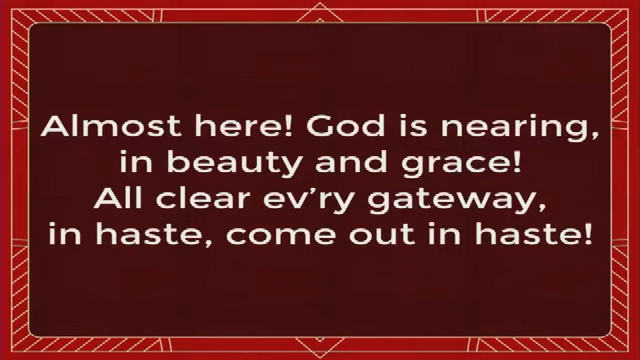 Almost here! God is nearing,
in beauty and grace!
All clear ev’ry gateway,
in haste, come out in haste!